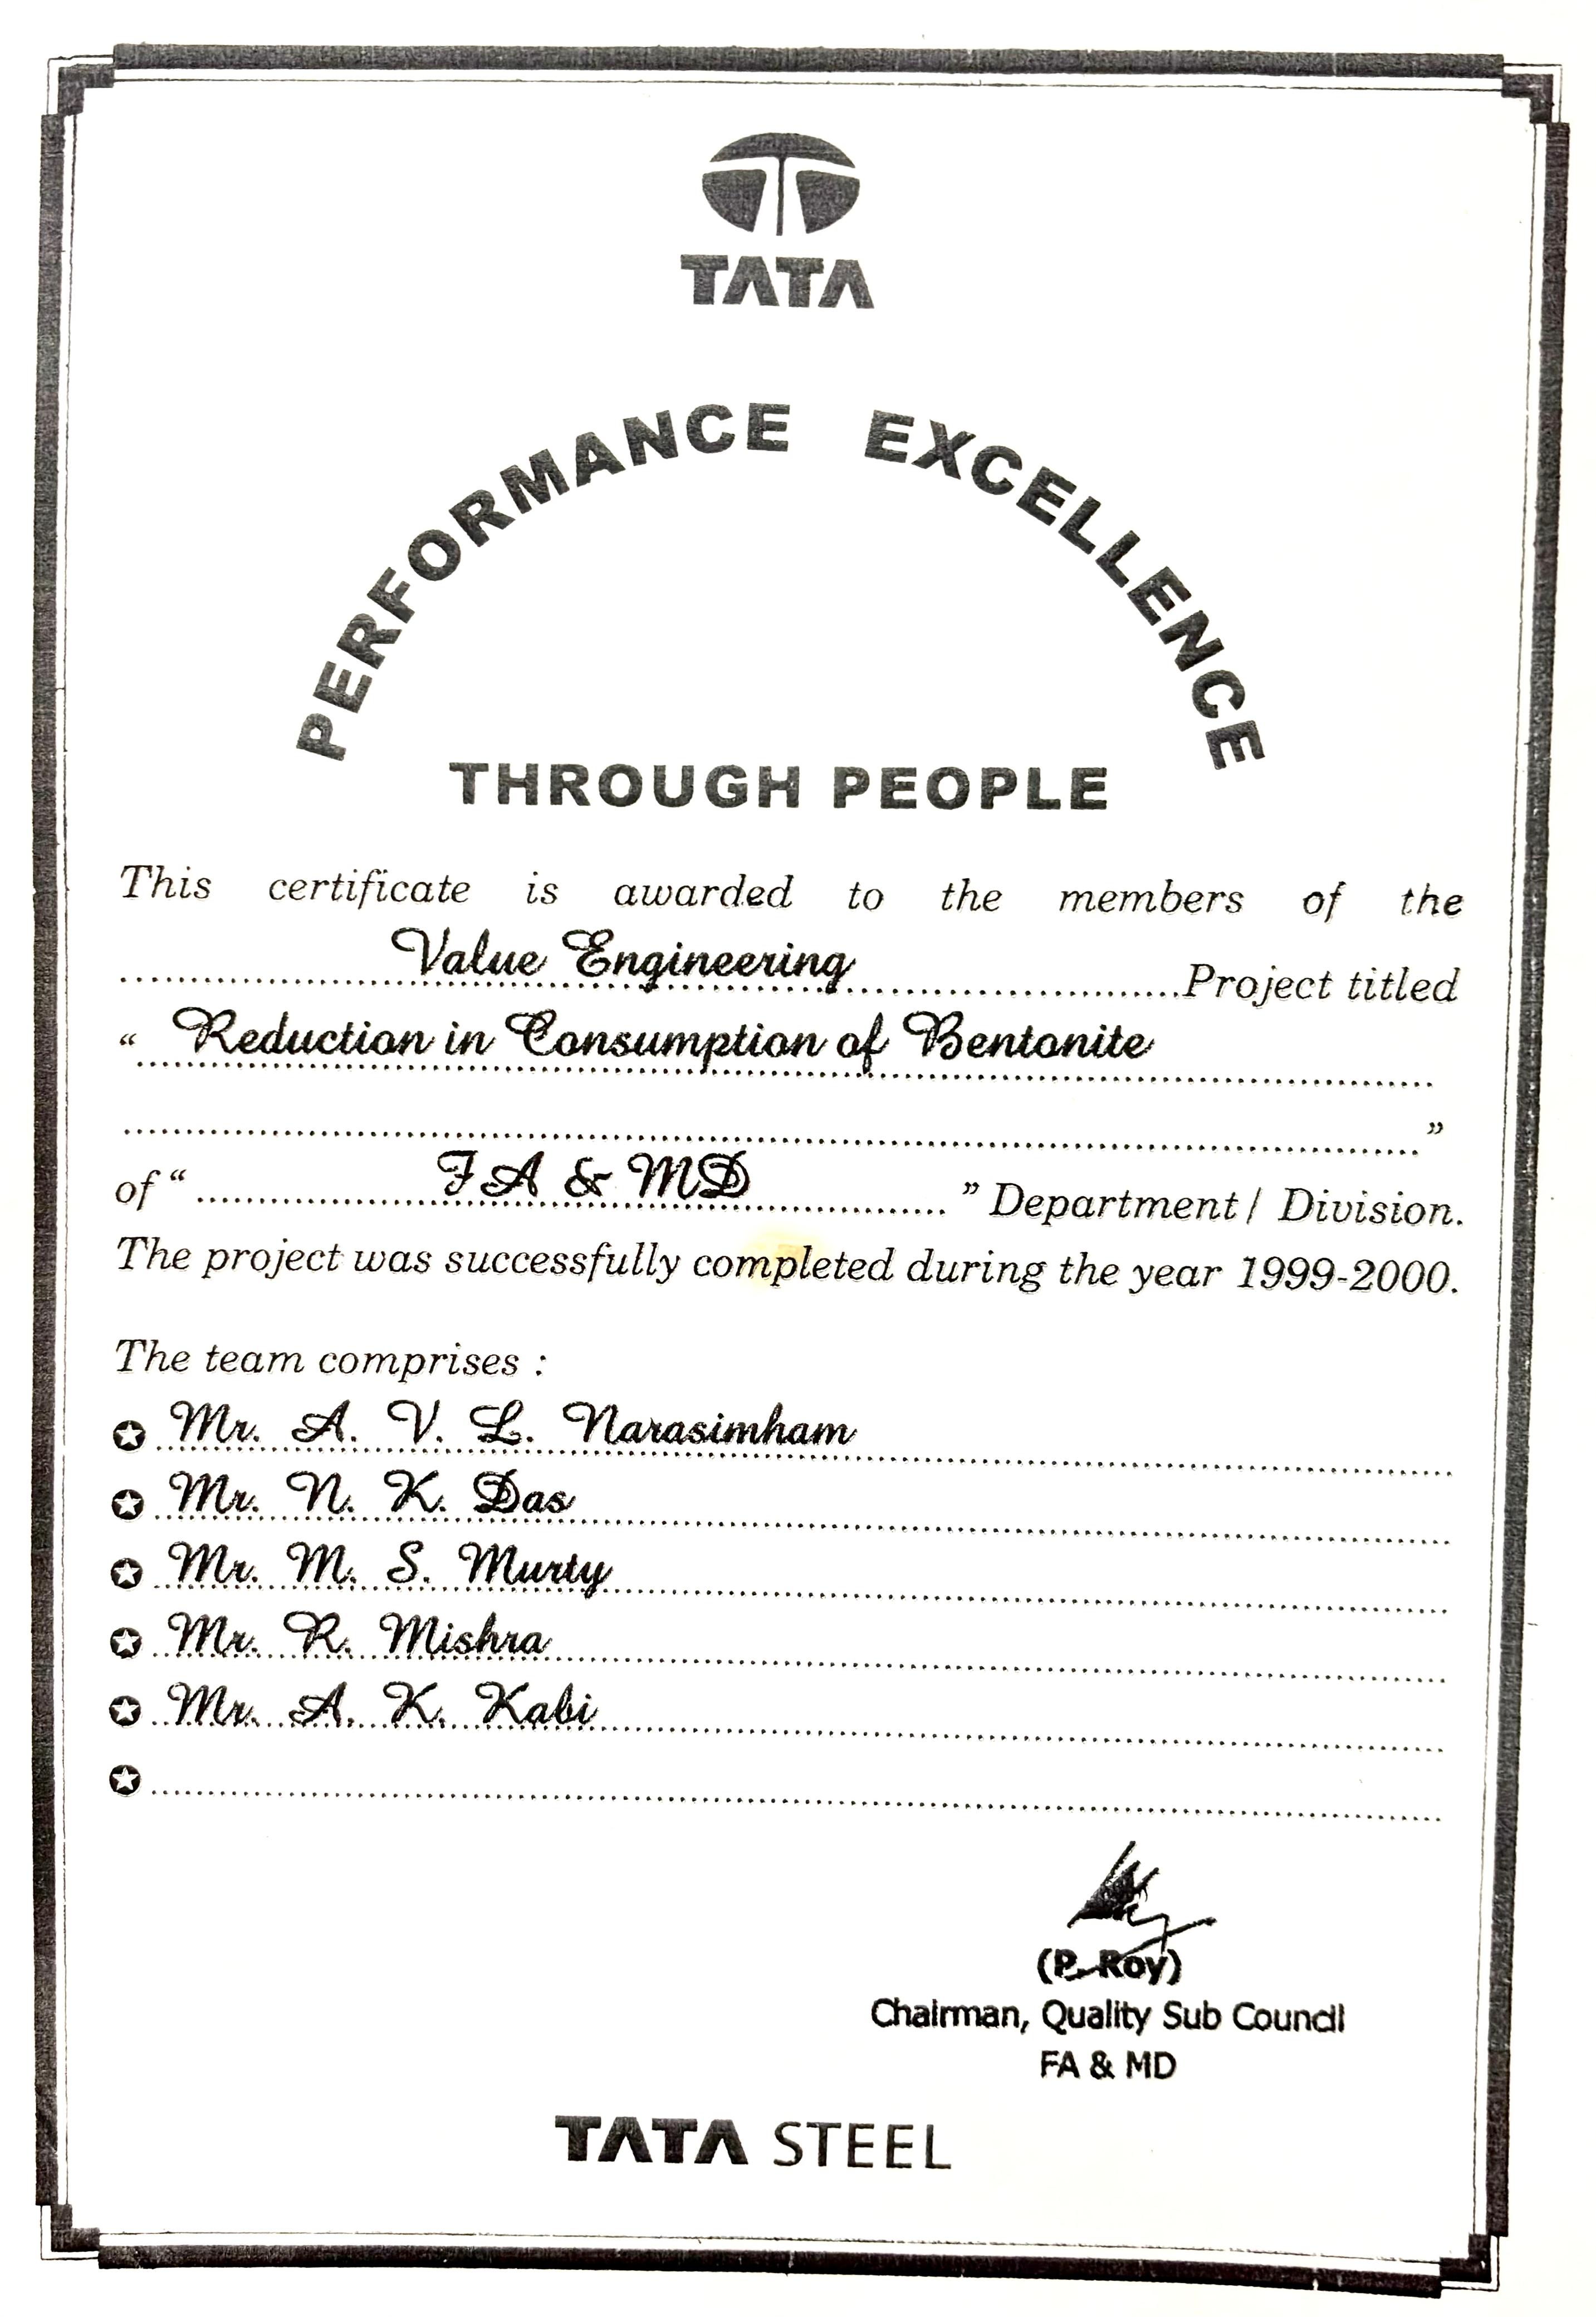 TATA
PERFORMANCE EXCELLENCE
THROUGH PEOPLE
This certificate is awarded to the members of the
Value Engineering Project titled
“ Reduction in Consumption of Bentonite
”
of “ FA & MD ” Department / Division.
The project was successfully completed during the year 1999-2000.
The team comprises :
Mr. A. V. L. Narasimham
Mr. N. K. Das
Mr. M. S. Murty
Mr. R. Mishra
Mr. A. K. Kabi
(P. Roy)
Chairman, Quality Sub Council
FA & MD
TATA STEEL